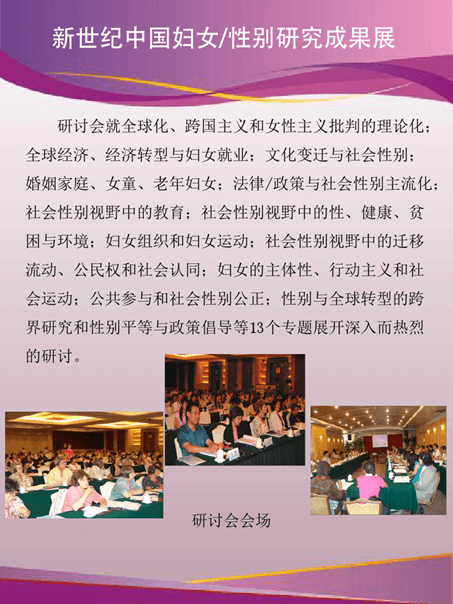 新世纪中国妇女/性别研究成果展
研讨会就全球化、跨国主义和女性主义批判的理论化；
全球经济、经济转型与妇女就业；文化变迁与社会性别；
婚姻家庭、女童、老年妇女；法律/政策与社会性别主流化；
社会性别视野中的教育；社会性别视野中的性、健康、贫
困与环境；妇女组织和妇女运动；社会性别视野中的迁移
流动、公民权和社会认同；妇女的主体性、行动主义和社
会运动；公共参与和社会性别公正；性别与全球转型的跨
界研究和性别平等与政策倡导等13个专题展开深入而热烈
的研讨。
研讨会会场